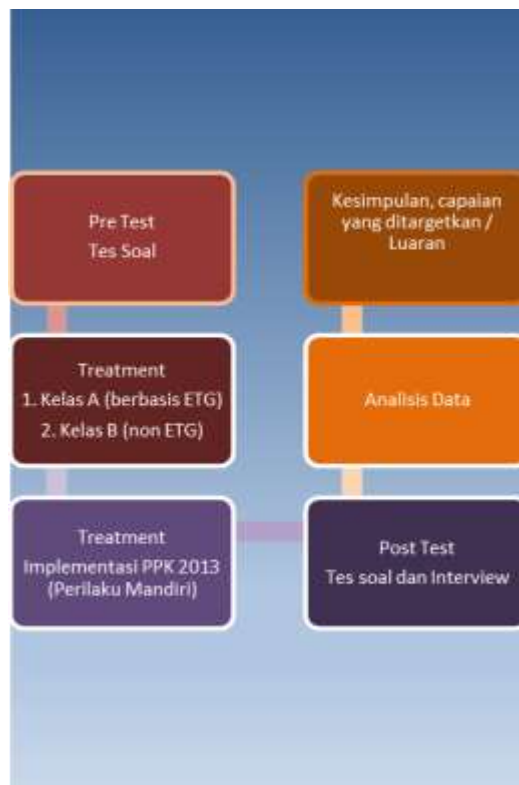 Pre Test
Tes Soal
Treatment
1. Kelas A (berbasis ETG)
2. Kelas B (non ETG)
Treatment
Implementasi PPK 2013
(Perilaku Mandiri)
Post Test
Tes soal dan Interview
Analisis Data
Kesimpulan, capaian
yang ditargetkan /
Luaran